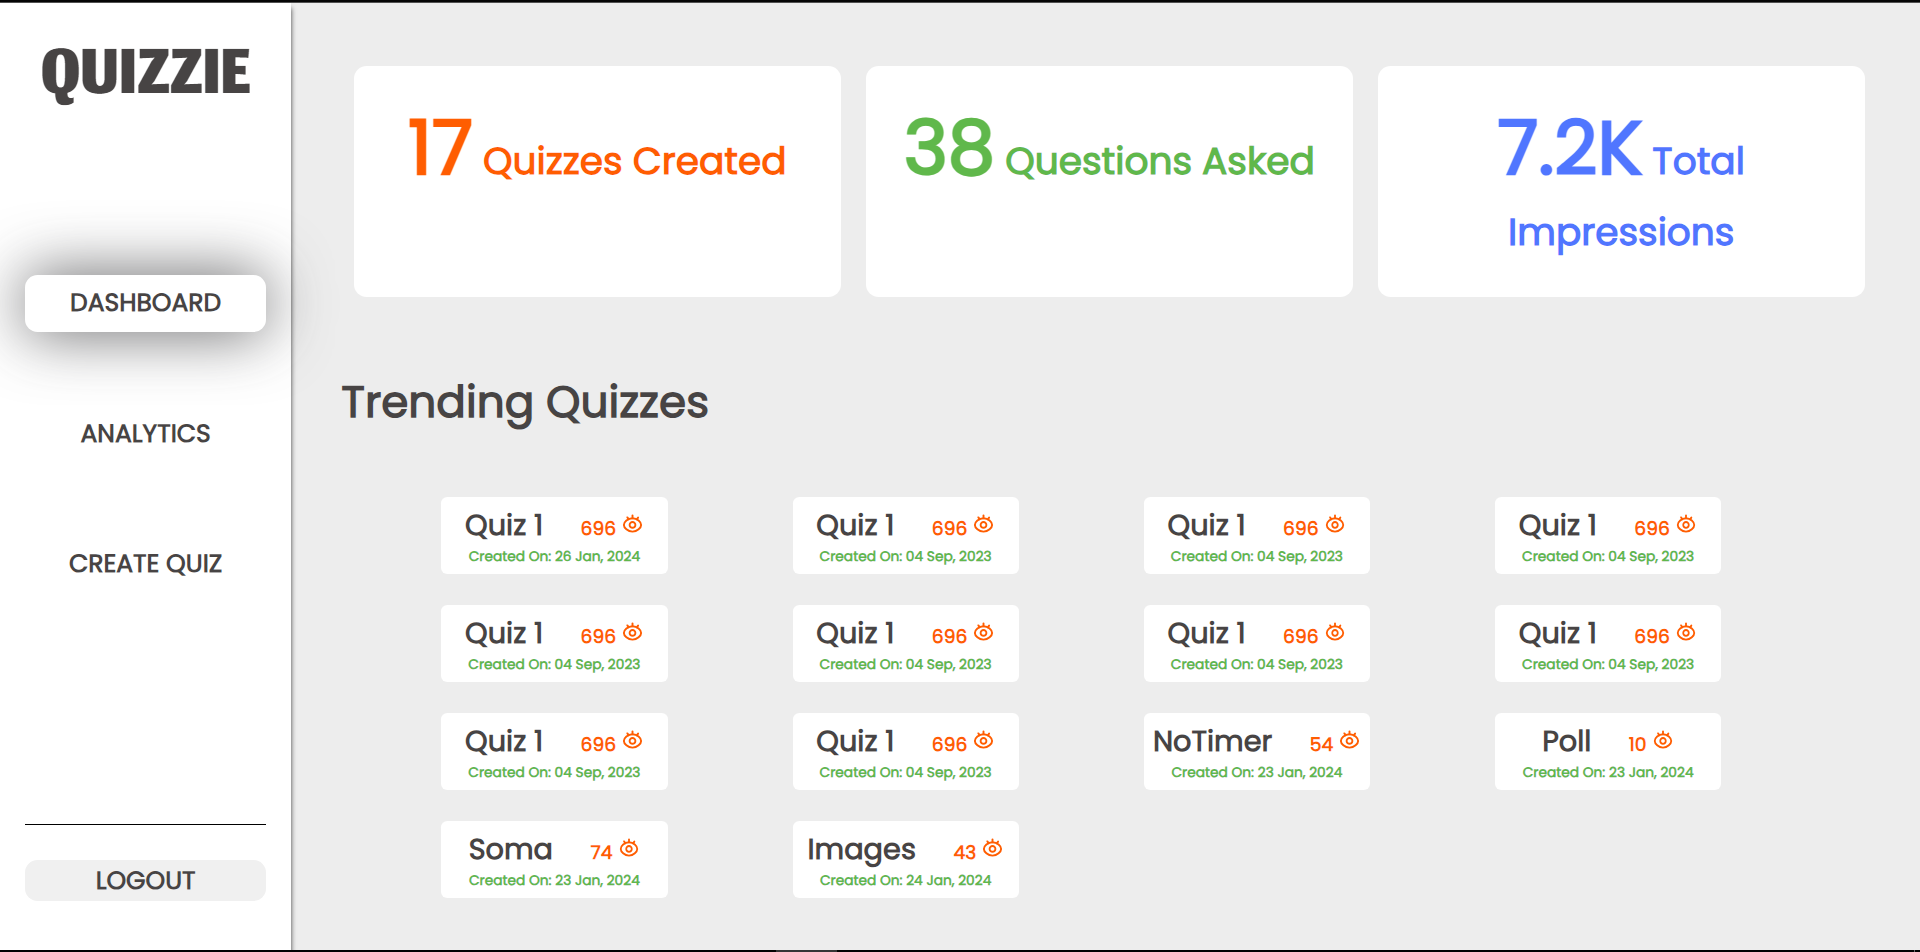 QUIZZIE
DASHBOARD
ANALYTICS
CREATE QUIZ
LOGOUT
17 Quizzes Created
38 Questions Asked
7.2K Total
Impressions
Trending Quizzes
Quiz 1 696
Created On: 26 Jan, 2024
Quiz 1 696
Created On: 04 Sep, 2023
Quiz 1 696
Created On: 04 Sep, 2023
Quiz 1 696
Created On: 04 Sep, 2023
Quiz 1 696
Created On: 04 Sep, 2023
Quiz 1 696
Created On: 04 Sep, 2023
Quiz 1 696
Created On: 04 Sep, 2023
Quiz 1 696
Created On: 04 Sep, 2023
Quiz 1 696
Created On: 04 Sep, 2023
Quiz 1 696
Created On: 04 Sep, 2023
NoTimer 54
Created On: 23 Jan, 2024
Poll 10
Created On: 23 Jan, 2024
Soma 74
Created On: 23 Jan, 2024
Images 43
Created On: 24 Jan, 2024